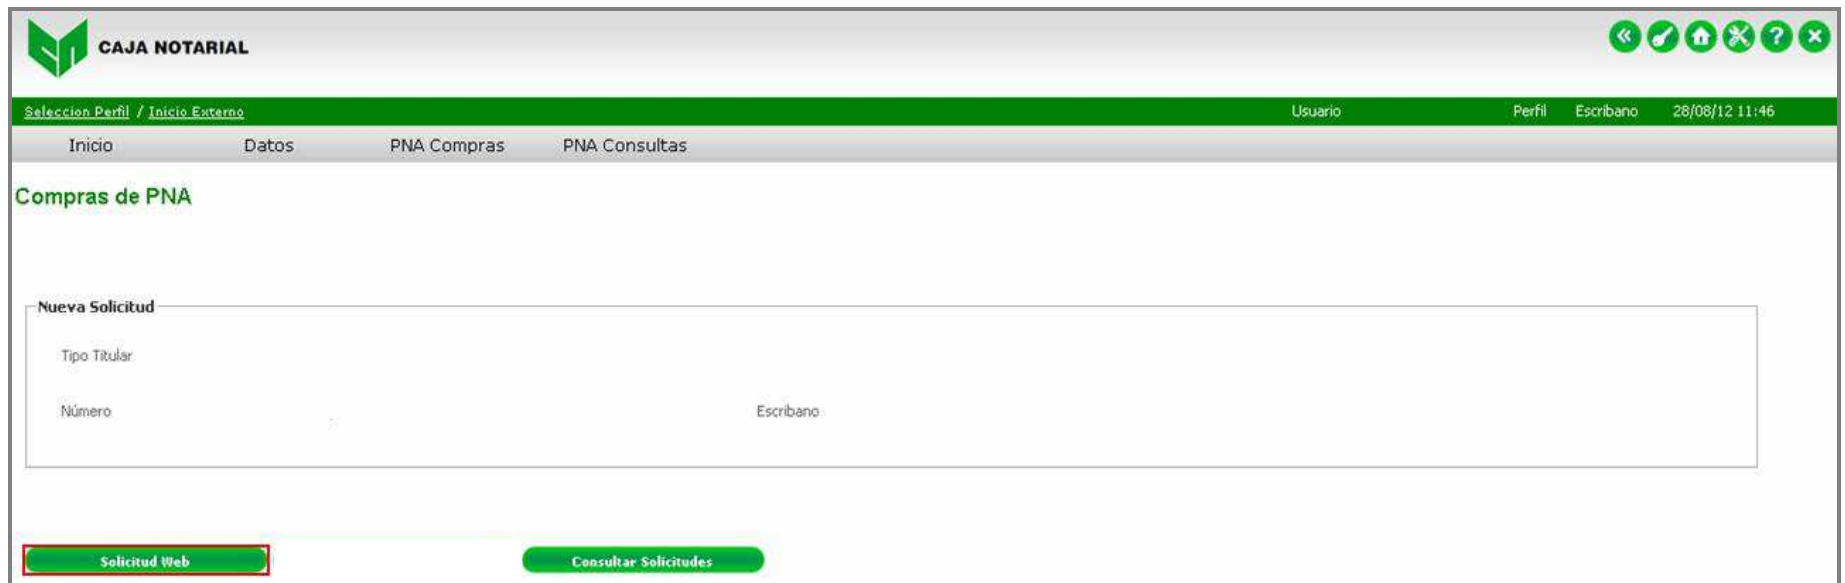 CAJA NOTARIAL
Seleccion Perfil / Inicio Externo Usuario Perfil Escribano 28/08/12 11:46
Inicio Datos PNA Compras PNA Consultas
Compras de PNA
Nueva Solicitud
Tipo Titular
Número Escribano
Solicitud Web Consultar Solicitudes